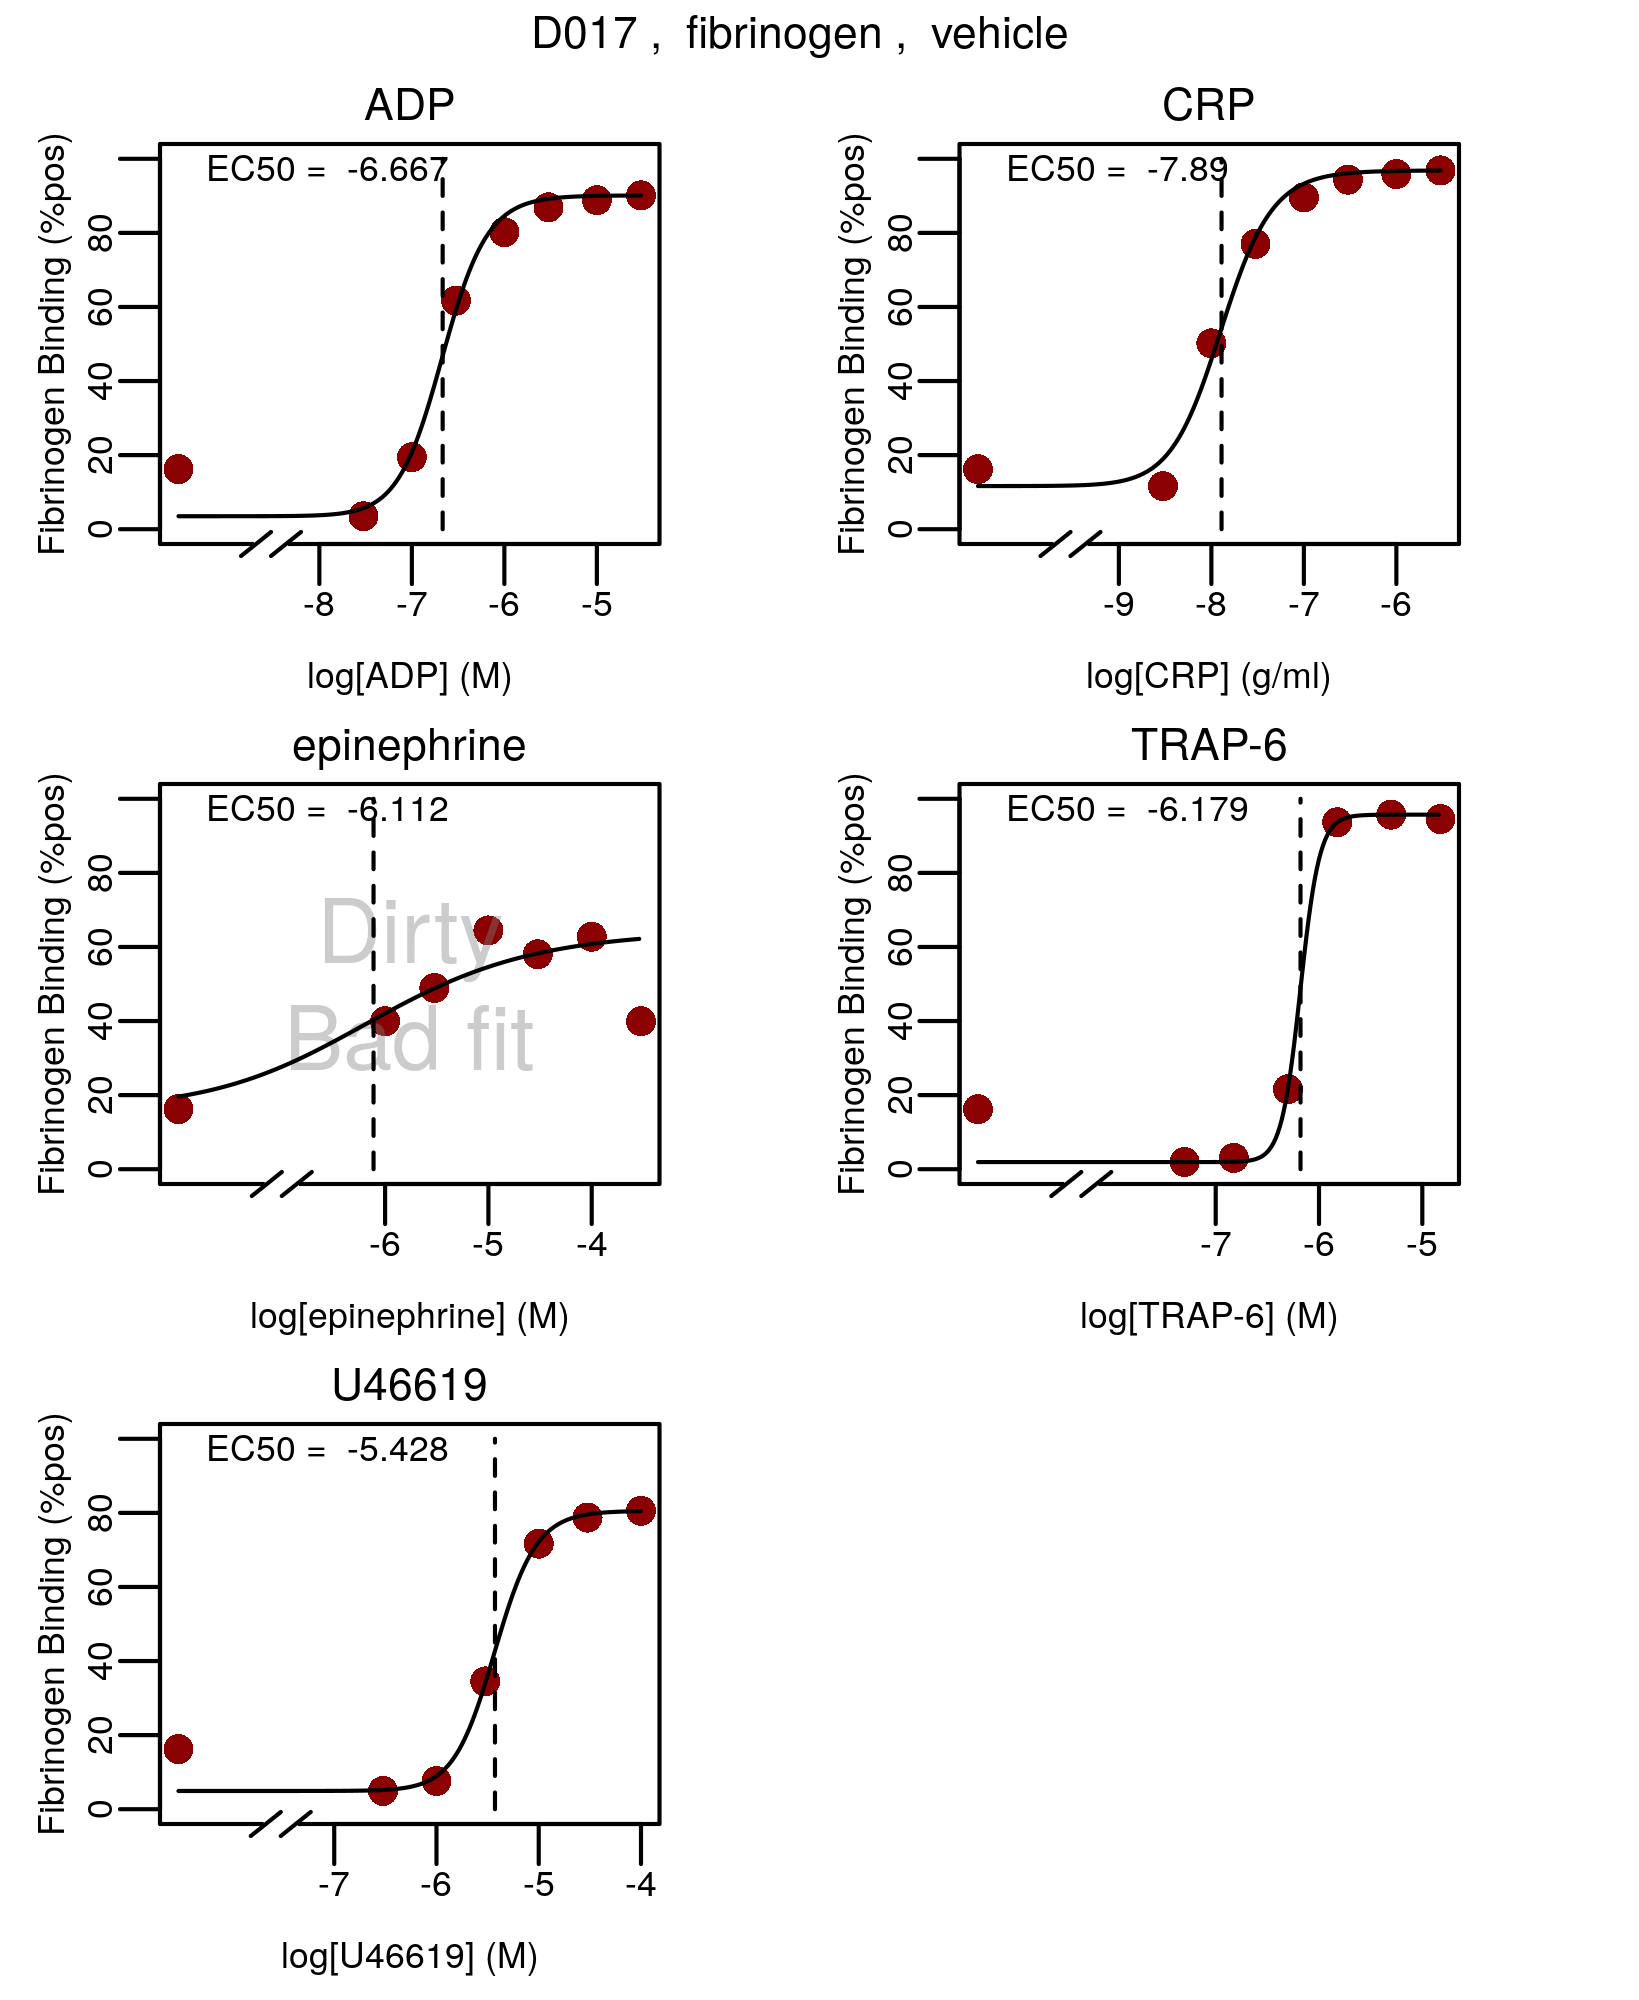 D017 , fibrinogen , vehicle
ADP
EC50 = -6.667
Fibrinogen Binding (%pos)
80
60
40
20
0
-8 -7 -6 -5
log[ADP] (M)
CRP
EC50 = -7.89
Fibrinogen Binding (%pos)
80
60
40
20
0
-9 -8 -7 -6
log[CRP] (g/ml)
epinephrine
EC50 = -6.112
Fibrinogen Binding (%pos)
80
60
40
20
0
Dirty
Bad fit
-6 -5 -4
log[epinephrine] (M)
TRAP-6
EC50 = -6.179
Fibrinogen Binding (%pos)
80
60
40
20
0
-7 -6 -5
log[TRAP-6] (M)
U46619
EC50 = -5.428
Fibrinogen Binding (%pos)
80
60
40
20
0
-7 -6 -5 -4
log[U46619] (M)